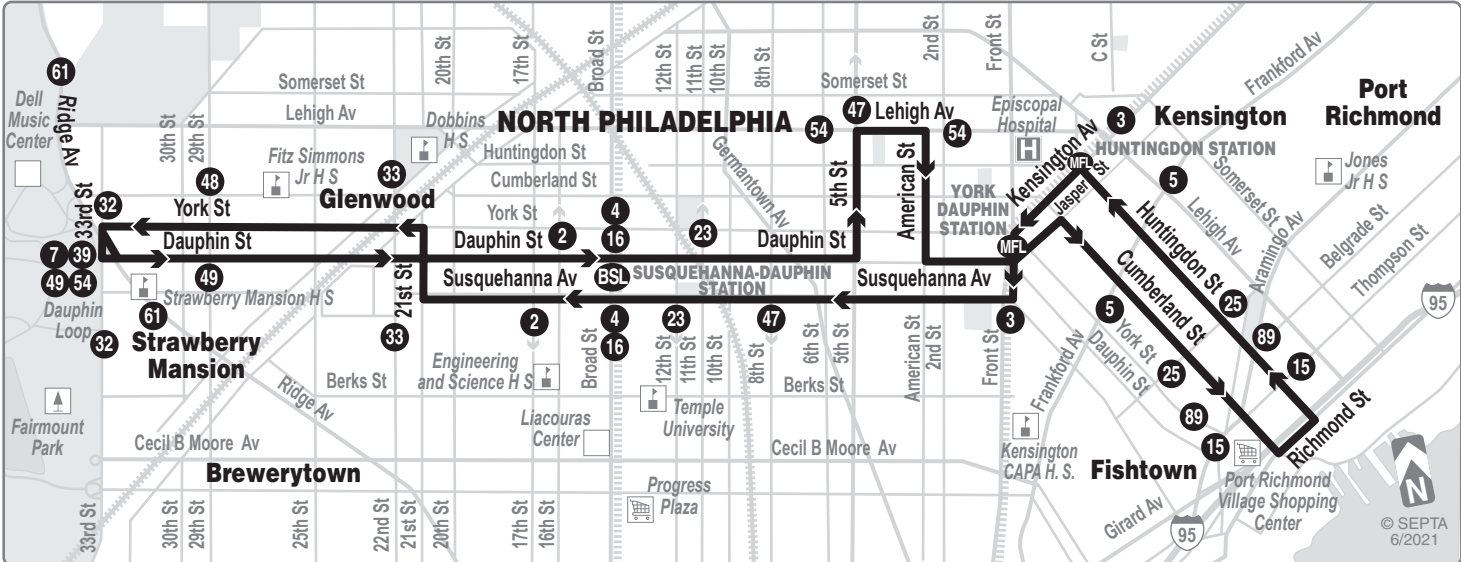 61
Ridge Av
Dell
Music
Center
30th St
29th St
Somerset St
Lehigh Av
20th St
17th St
Broad St
12th St
11th St
10th St
8th St
Somerset St
2nd St
Front St
C St
Frankford Av
Port
Richmond
Kensington
Dobbins
H S
NORTH PHILADELPHIA
54
47
Lehigh Av
54
Episcopal
Hospital
H
3
HUNTINGDON STATION
Kensington Av
MFL
Jasper St
Jones
Jr H S
Fitz Simmons
Jr H S
Huntingdon St
Cumberland St
Germantown Av
5th St
American St
YORK
DAUPHIN
STATION
MFL
5
Somerset St
Lehigh Av
Aramingo Av
Belgrade St
Thompson St
95
33rd St
32
48
York St
33
Glenwood
York St
4
16
23
Dauphin St
Dauphin St
2
Dauphin St
7
39
49
54
Dauphin
Loop
49
Strawberry Mansion H S
21st St
Susquehanna Av
BSL
SUSQUEHANNA-DAUPHIN
STATION
Susquehanna Av
Huntingdon St
Cumberland St
25
89
15
61
32
Strawberry
Mansion
33
2
4
16
23
47
3
5
York St
Dauphin St
25
89
15
Engineering
and Science H S
Broad St
12th St
11th St
10th St
8th St
6th St
5th St
American St
2nd St
Front St
Frankford Av
Berks St
Berks St
Ridge Av
Fairmount
Park
Liacouras
Center
Temple
University
Cecil B Moore Av
Cecil B Moore Av
Kensington
CAPA H. S.
Fishtown
Richmond St
Port Richmond
Village Shopping
Center
Brewerytown
Progress
Plaza
Girard Av
95
N
33rd St
30th St
29th St
25th St
22nd St
21st St
20th St
17th St
16th St
© SEPTA
6/2021